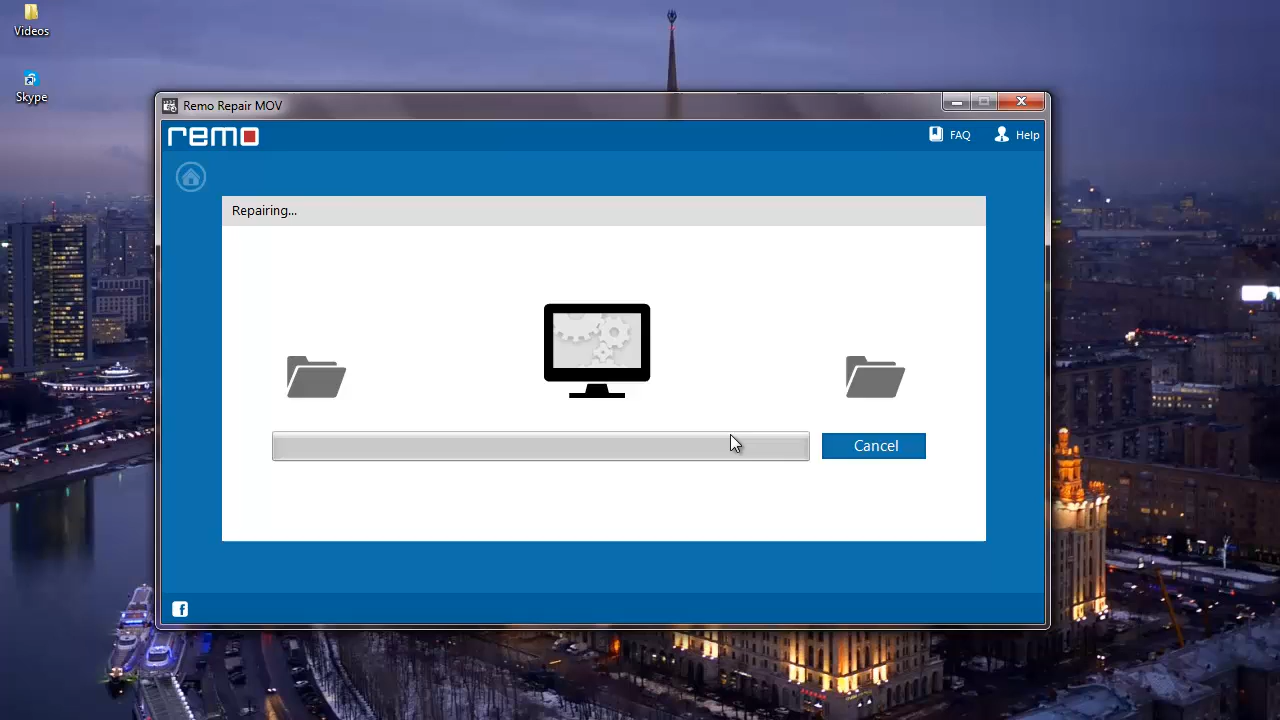 Videos
Skype
Remo Repair MOV
remo
FAQ
Help
Repairing...
Cancel
f